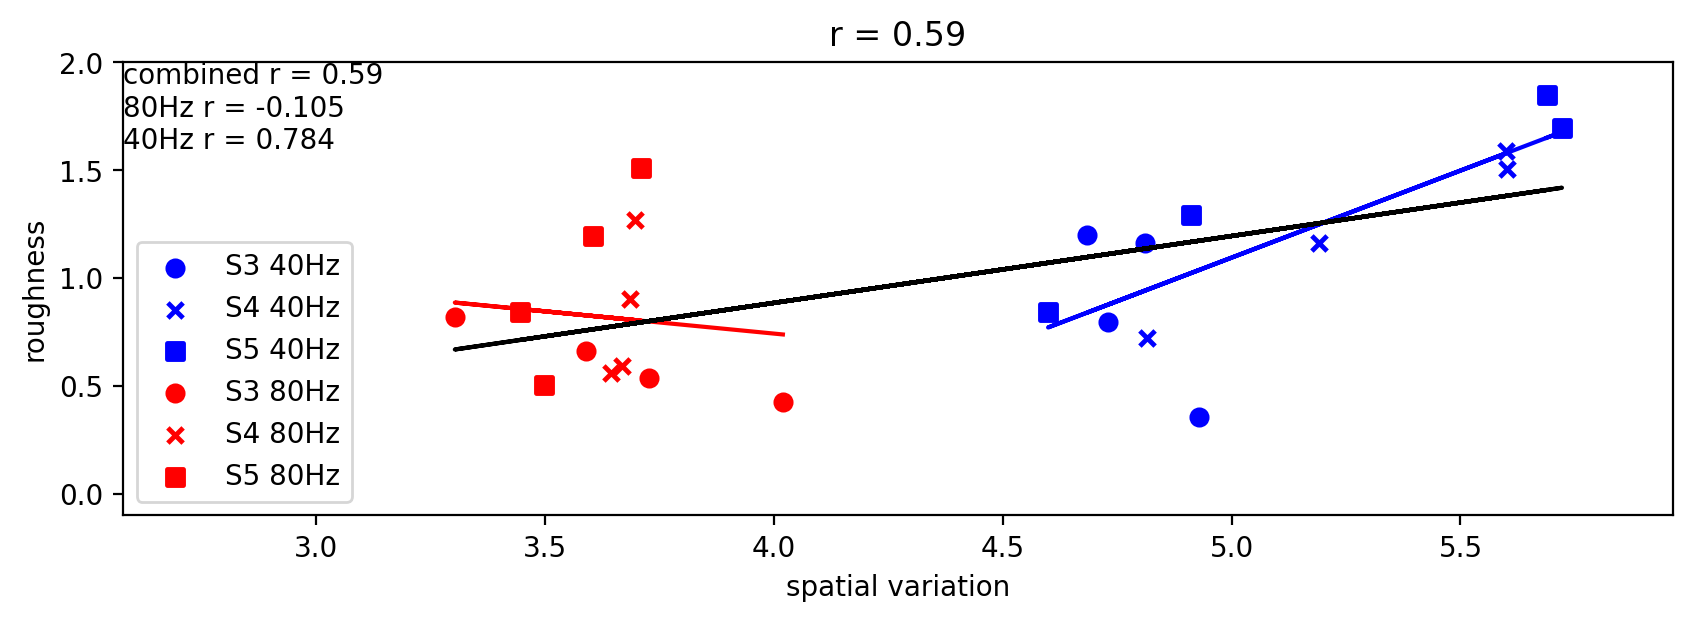 r = 0.59
combined r = 0.59
80Hz r = -0.105
40Hz r = 0.784
2.0
1.5
1.0
0.5
0.0
roughness
S3 40Hz
S4 40Hz
S5 40Hz
S3 80Hz
S4 80Hz
S5 80Hz
3.0 3.5 4.0 4.5 5.0 5.5
spatial variation